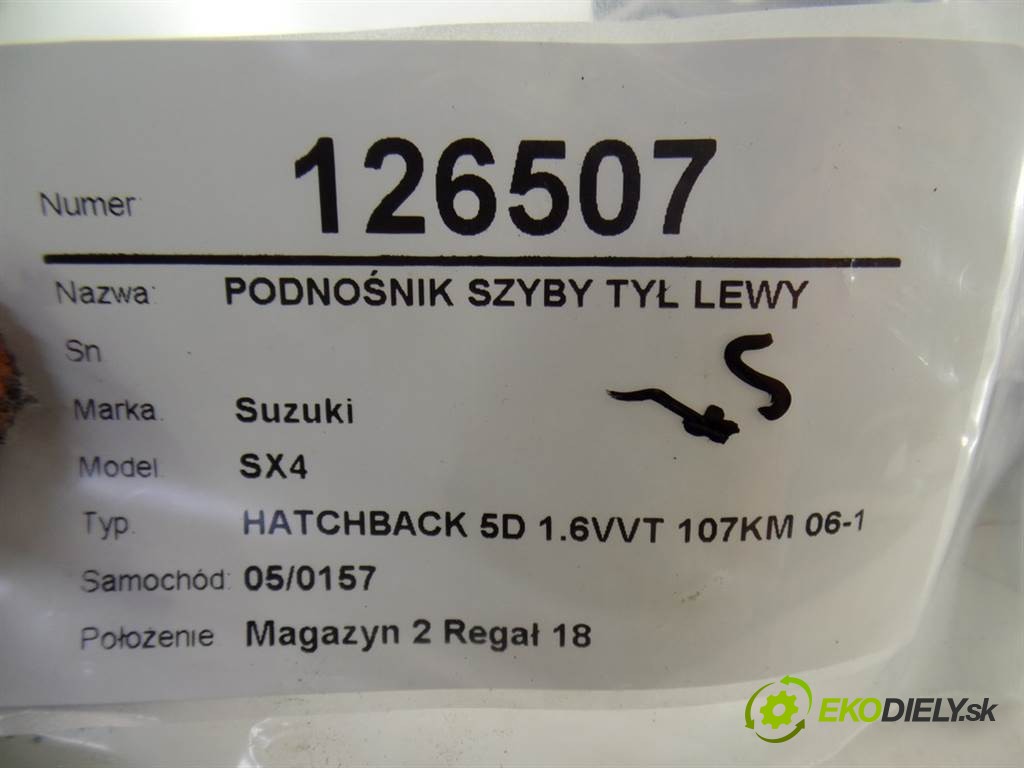 Numer: 126507
Nazwa: PODNOŚNIK SZYBY TYŁ LEWY
Sn
Marka. Suzuki
Model. SX4
Typ. HATCHBACK 5D 1.6VVT 107KM 06-1
Samochód: 05/0157
Położenie Magazyn 2 Regał 18
EKODIELY.sk